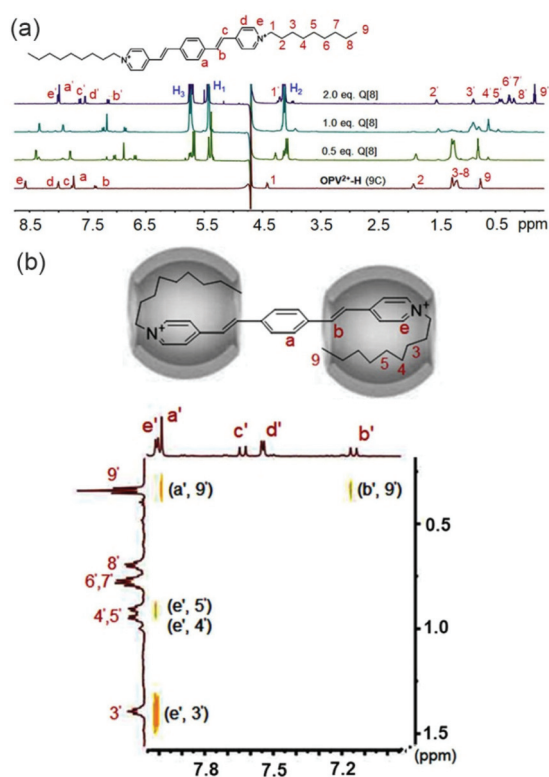 (a)
d e 1 3 5 7 9
c 2 4 6 8
N+ a b N+
e' a' c' d' b' H3 H1 1' H2 2' 3' 4' 5' 6' 7' 8' 9'
2.0 eq. Q[8]
1.0 eq. Q[8]
0.5 eq. Q[8]
e d c a b 1 OPV2+-H (9C) 2 3-8 9
8.5 7.5 6.5 5.5 4.5 3.5 2.5 1.5 0.5 ppm
(b)
N+ a b e N+
9 5 4 3
e' a' c' d' b'
9' (a', 9') (b', 9')
0.5
8'
6',7'
4',5' (e', 5')
(e', 4')
1.0
3' (e', 3')
1.5
7.8 7.5 7.2 (ppm)